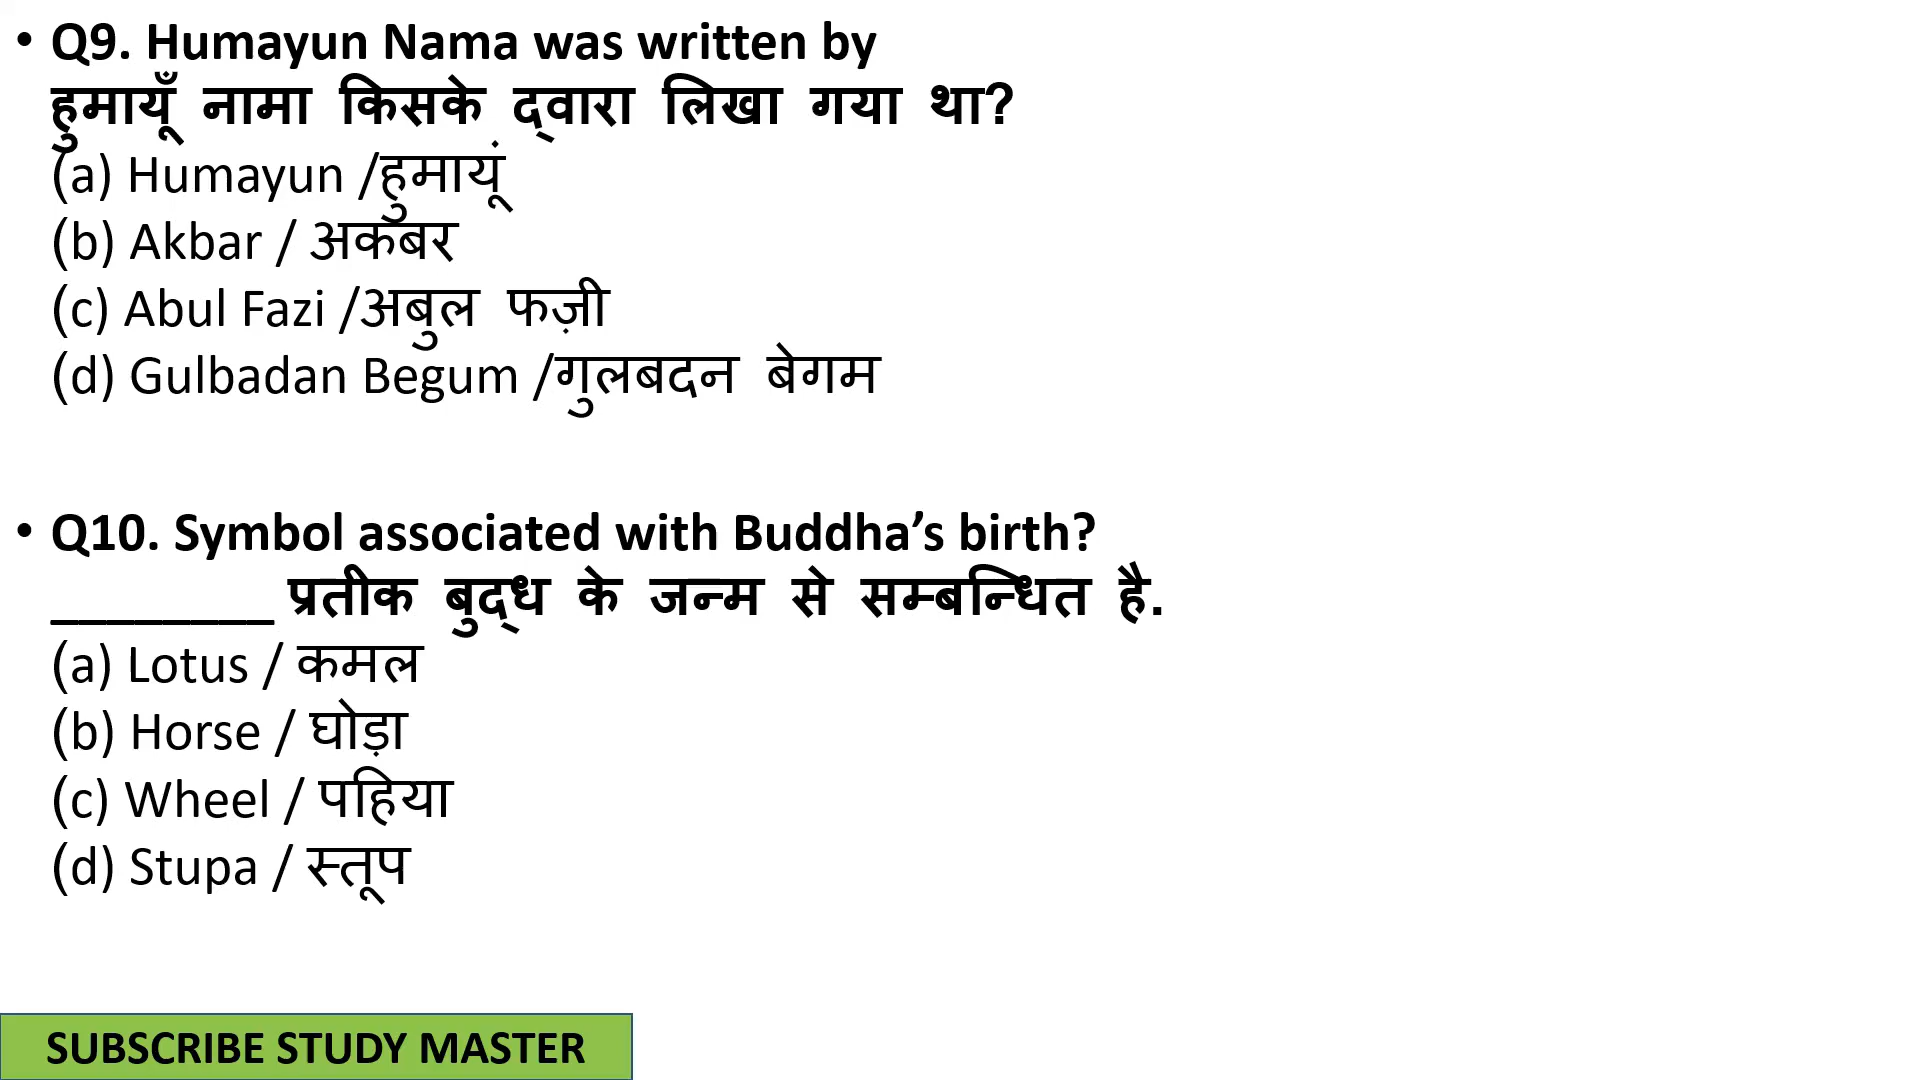 • Q9. Humayun Nama was written by
हुमायूँ नामा किसके द्वारा लिखा गया था?
(a) Humayun /हुमायूं
(b) Akbar / अकबर
(c) Abul Fazi /अबुल फज़ी
(d) Gulbadan Begum /गुलबदन बेगम
• Q10. Symbol associated with Buddha’s birth?
________ प्रतीक बुद्ध के जन्म से सम्बन्धित है.
(a) Lotus / कमल
(b) Horse / घोड़ा
(c) Wheel / पहिया
(d) Stupa / स्तूप
SUBSCRIBE STUDY MASTER